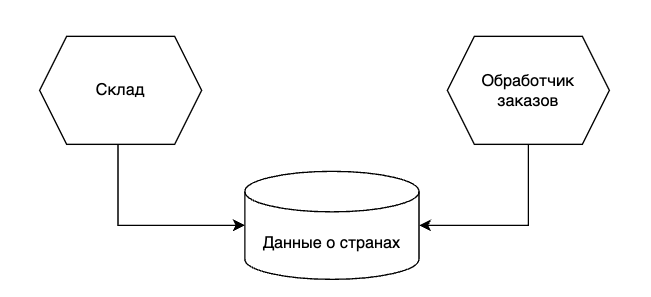 Склад
Обработчик
заказов
Данные о странах